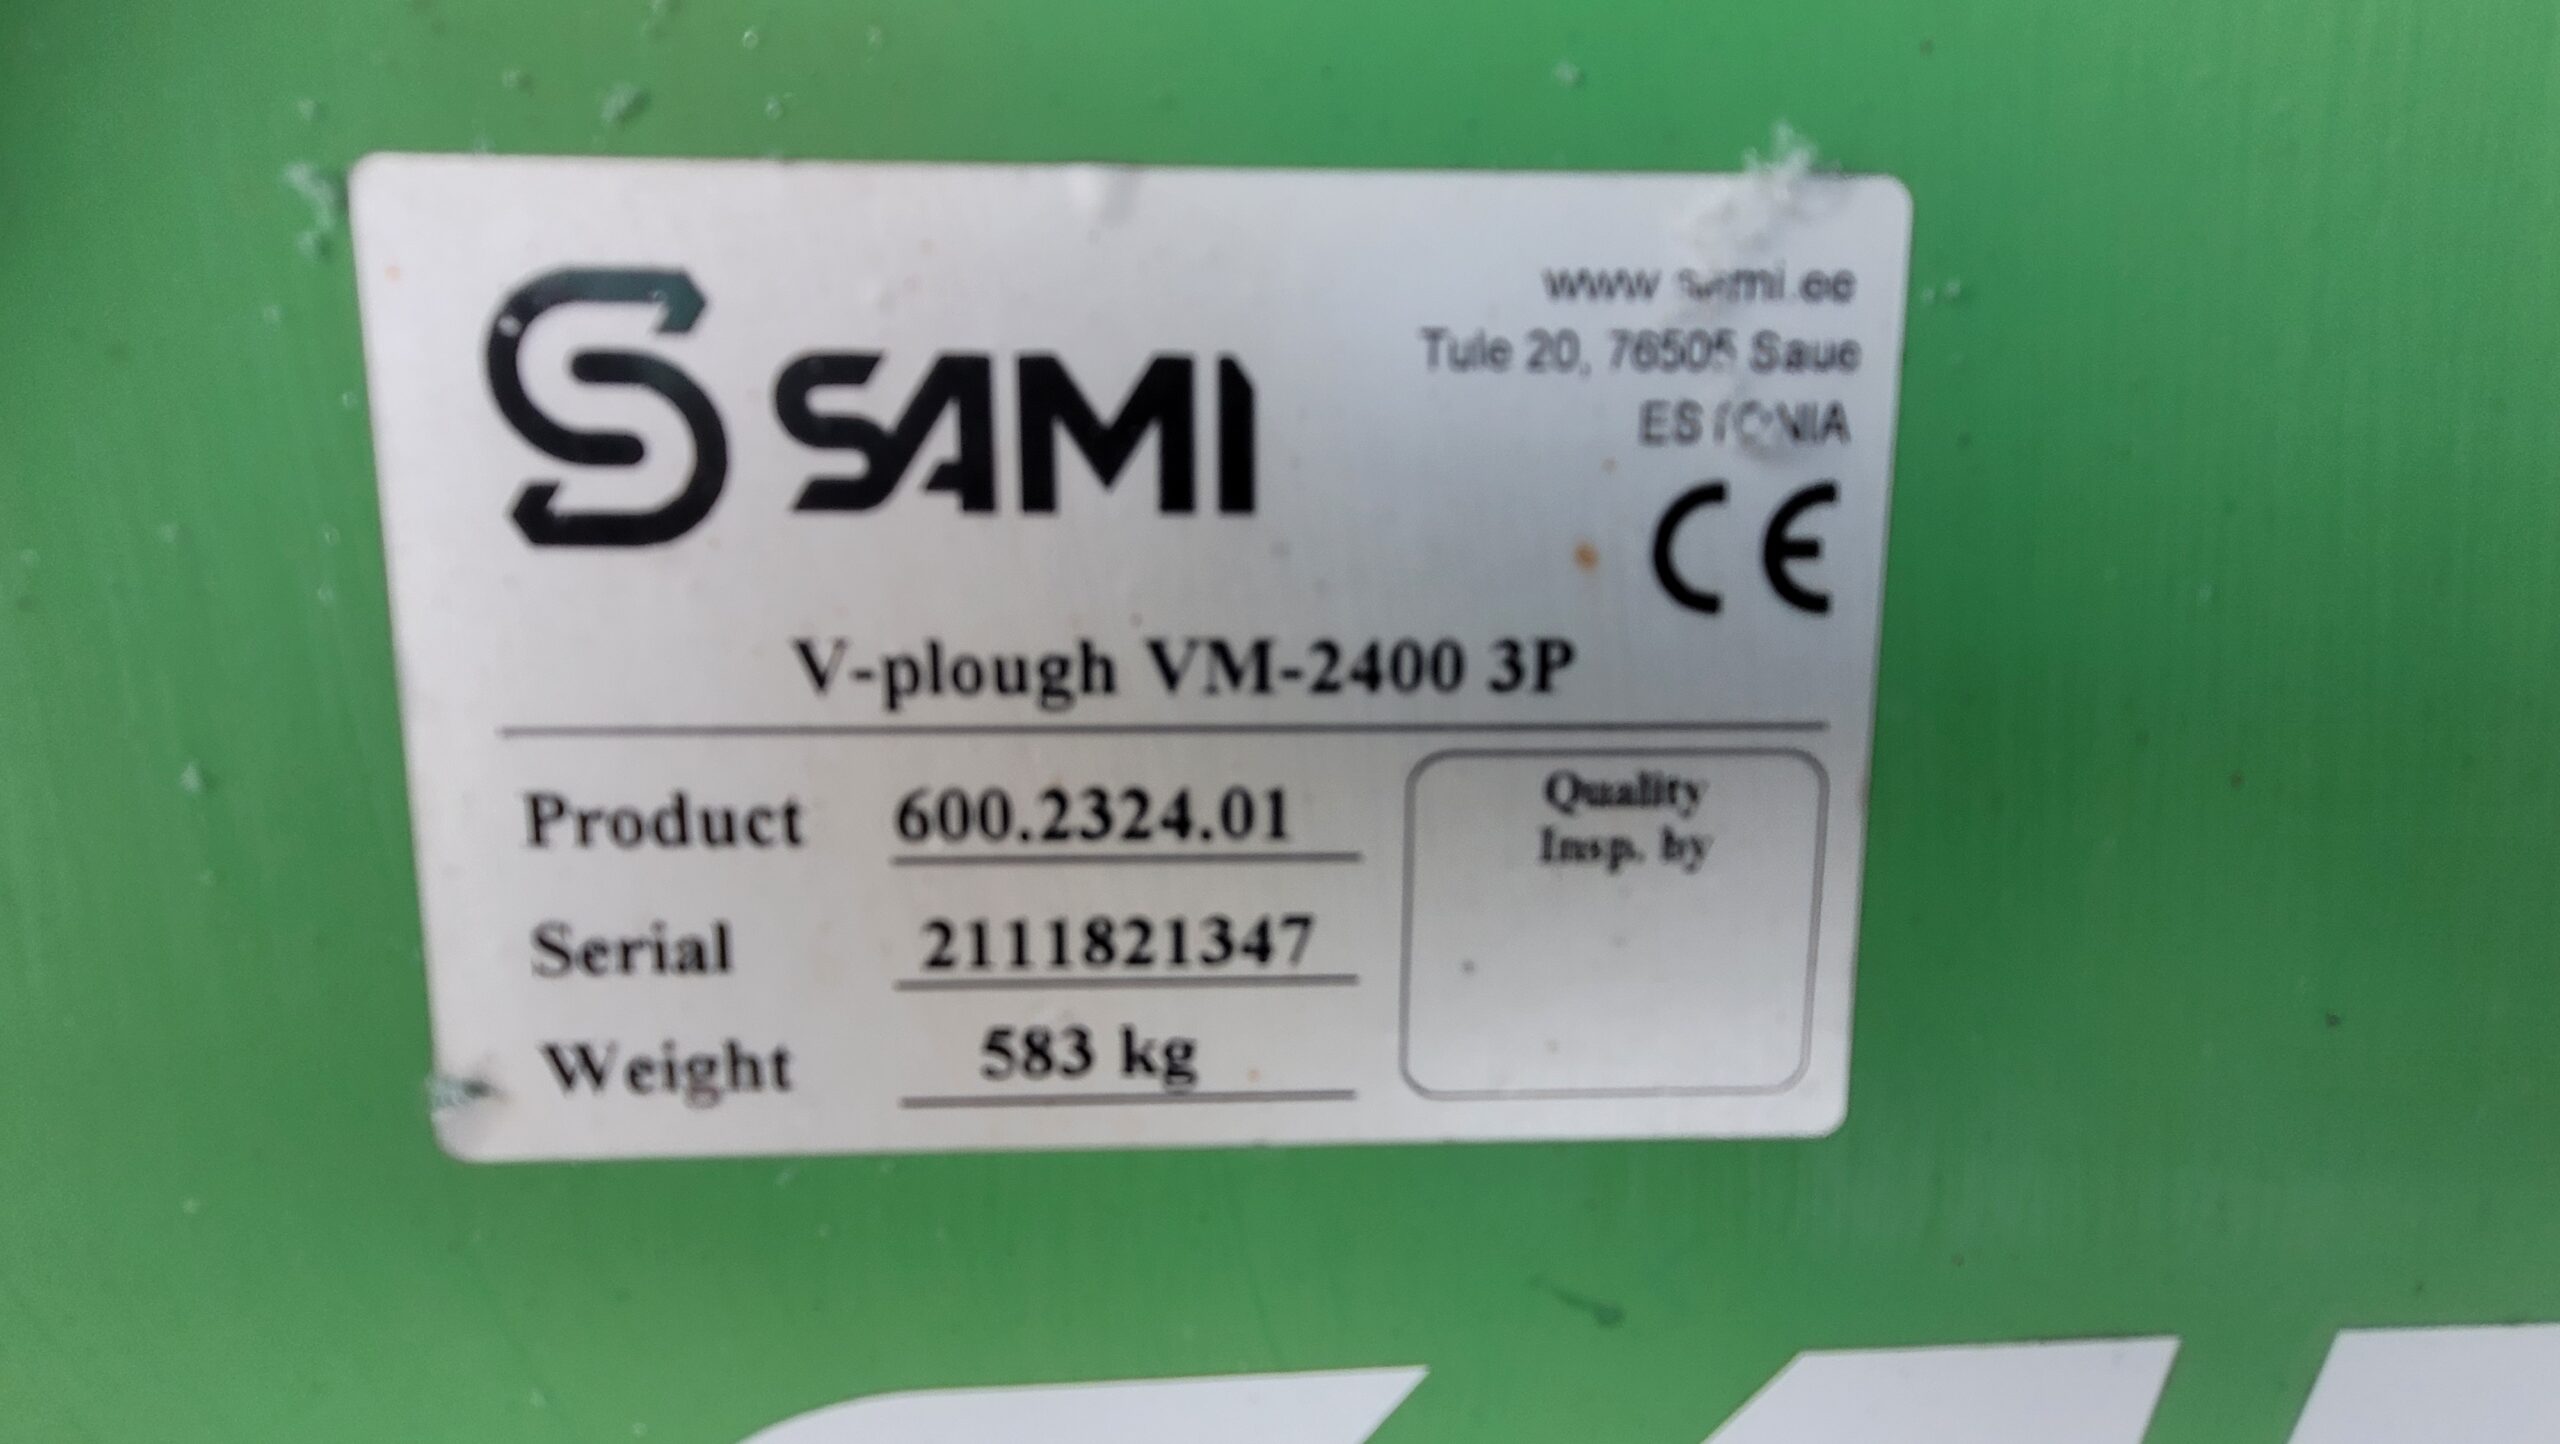 SAMI
www.sami.ee
Tule 20, 76505 Saue
ESTONIA
CE
V-plough VM-2400 3P
Product 600.2324.01
Serial 2111821347
Weight 583 kg
Quality
Insp. by